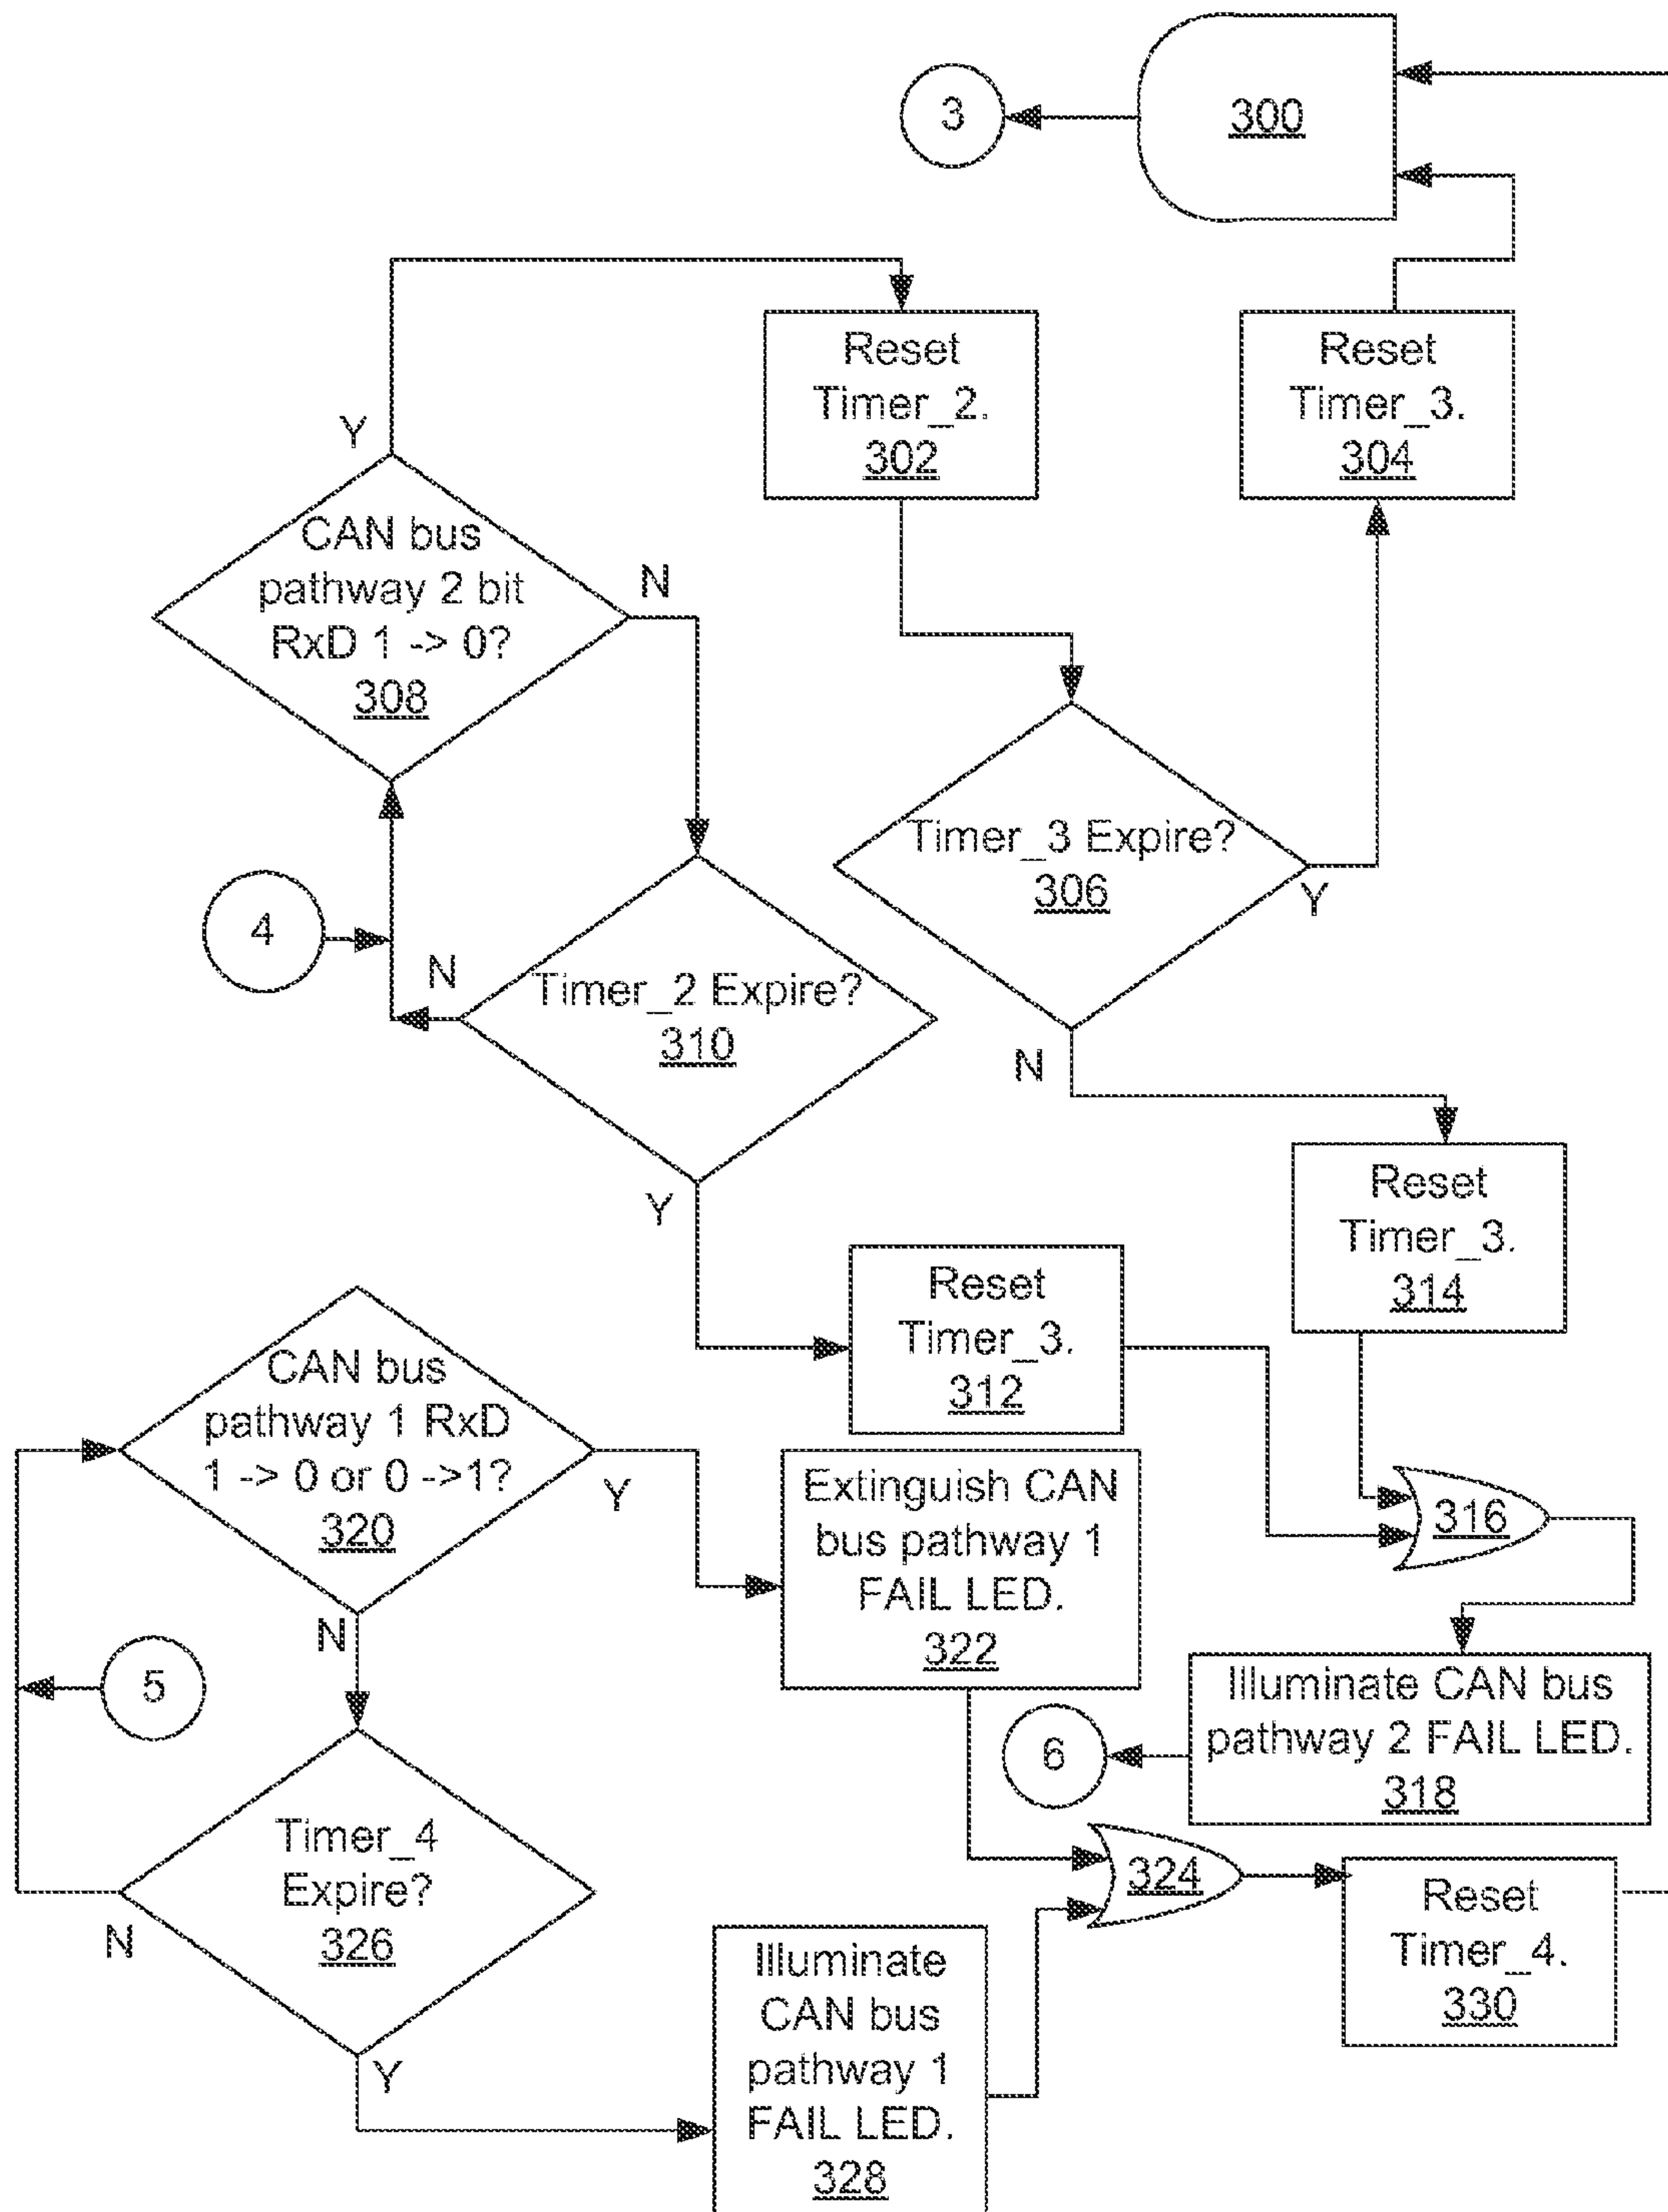 300
3
Reset
Timer_2.
302
Reset
Timer_3.
304
Y
CAN bus
pathway 2 bit
RxD 1 -> 0?
308
N
Timer_3 Expire?
306
Y
N
4
N
Timer_2 Expire?
310
Y
Reset
Timer_3.
314
Reset
Timer_3.
312
CAN bus
pathway 1 RxD
1 -> 0 or 0 ->1?
320
Y
N
Extinguish CAN
bus pathway 1
FAIL LED.
322
316
5
6
Illuminate CAN bus
pathway 2 FAIL LED.
318
Timer_4
Expire?
326
N
Y
324
Reset
Timer_4.
330
Illuminate
CAN bus
pathway 1
FAIL LED.
328